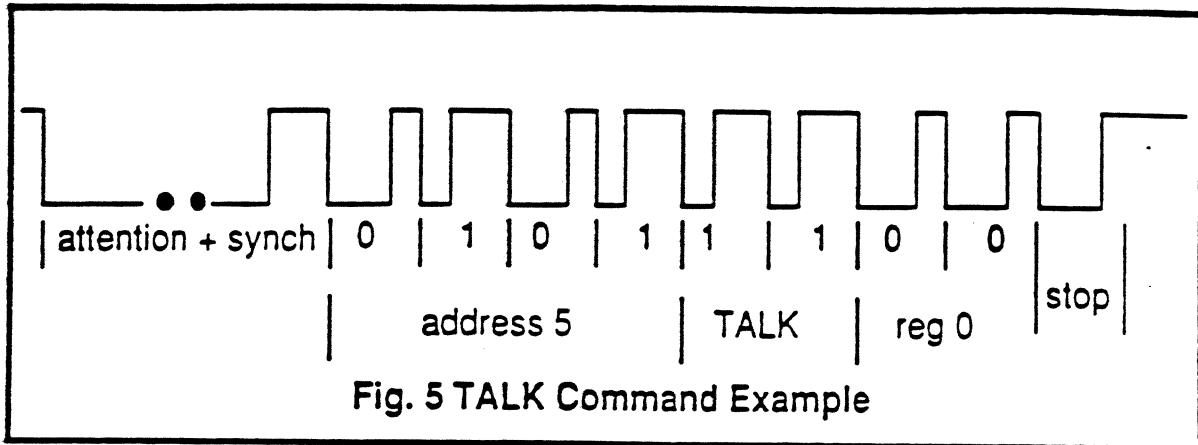 attention + synch 0 1 0 1 1 1 0 0
stop
address 5 TALK reg 0
Fig. 5 TALK Command Example